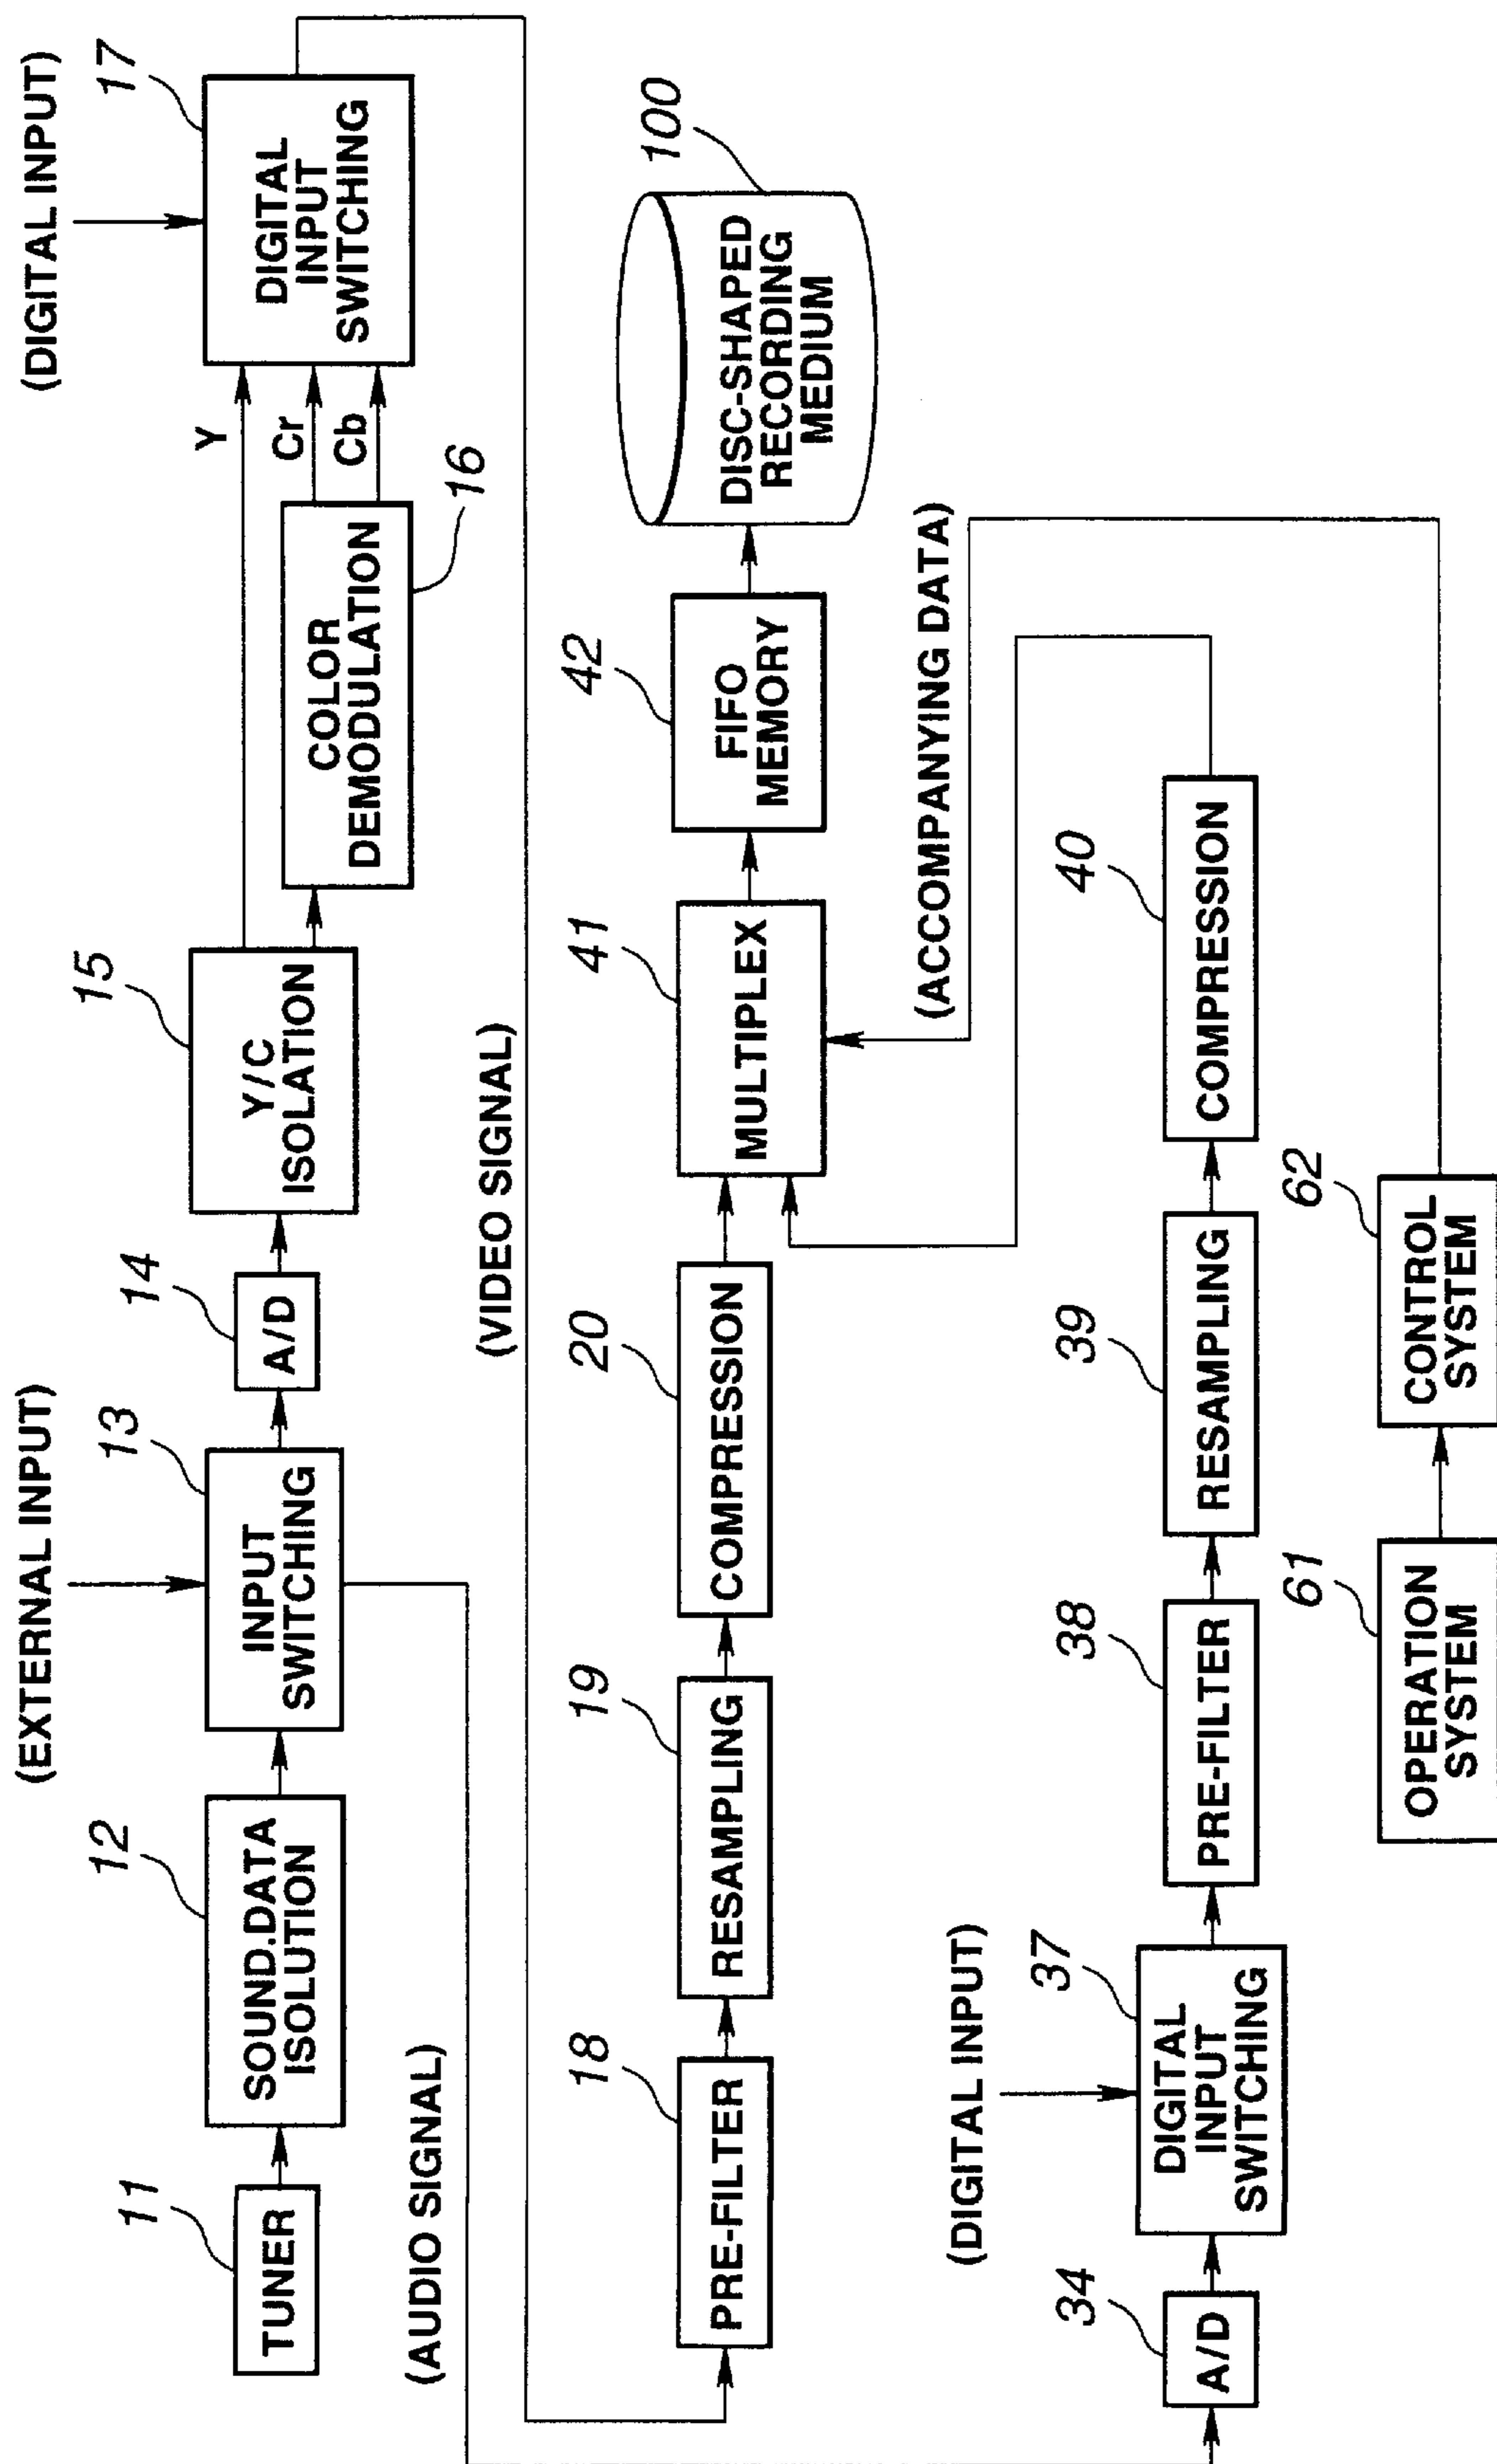 (EXTERNAL INPUT)
(DIGITAL INPUT)
11
TUNER
12
SOUND.DATA
ISOLUTION
13
INPUT
SWITCHING
14
A/D
15
Y/C
ISOLATION
Y
Cr
Cb
COLOR
DEMODULATION
16
17
DIGITAL
INPUT
SWITCHING
(AUDIO SIGNAL)
(VIDEO SIGNAL)
18
PRE-FILTER
19
RESAMPLING
20
COMPRESSION
41
MULTIPLEX
42
FIFO
MEMORY
100
DISC-SHAPED
RECORDING
MEDIUM
(ACCOMPANYING DATA)
(DIGITAL INPUT)
34
A/D
37
DIGITAL
INPUT
SWITCHING
38
PRE-FILTER
39
RESAMPLING
40
COMPRESSION
61
OPERATION
SYSTEM
62
CONTROL
SYSTEM